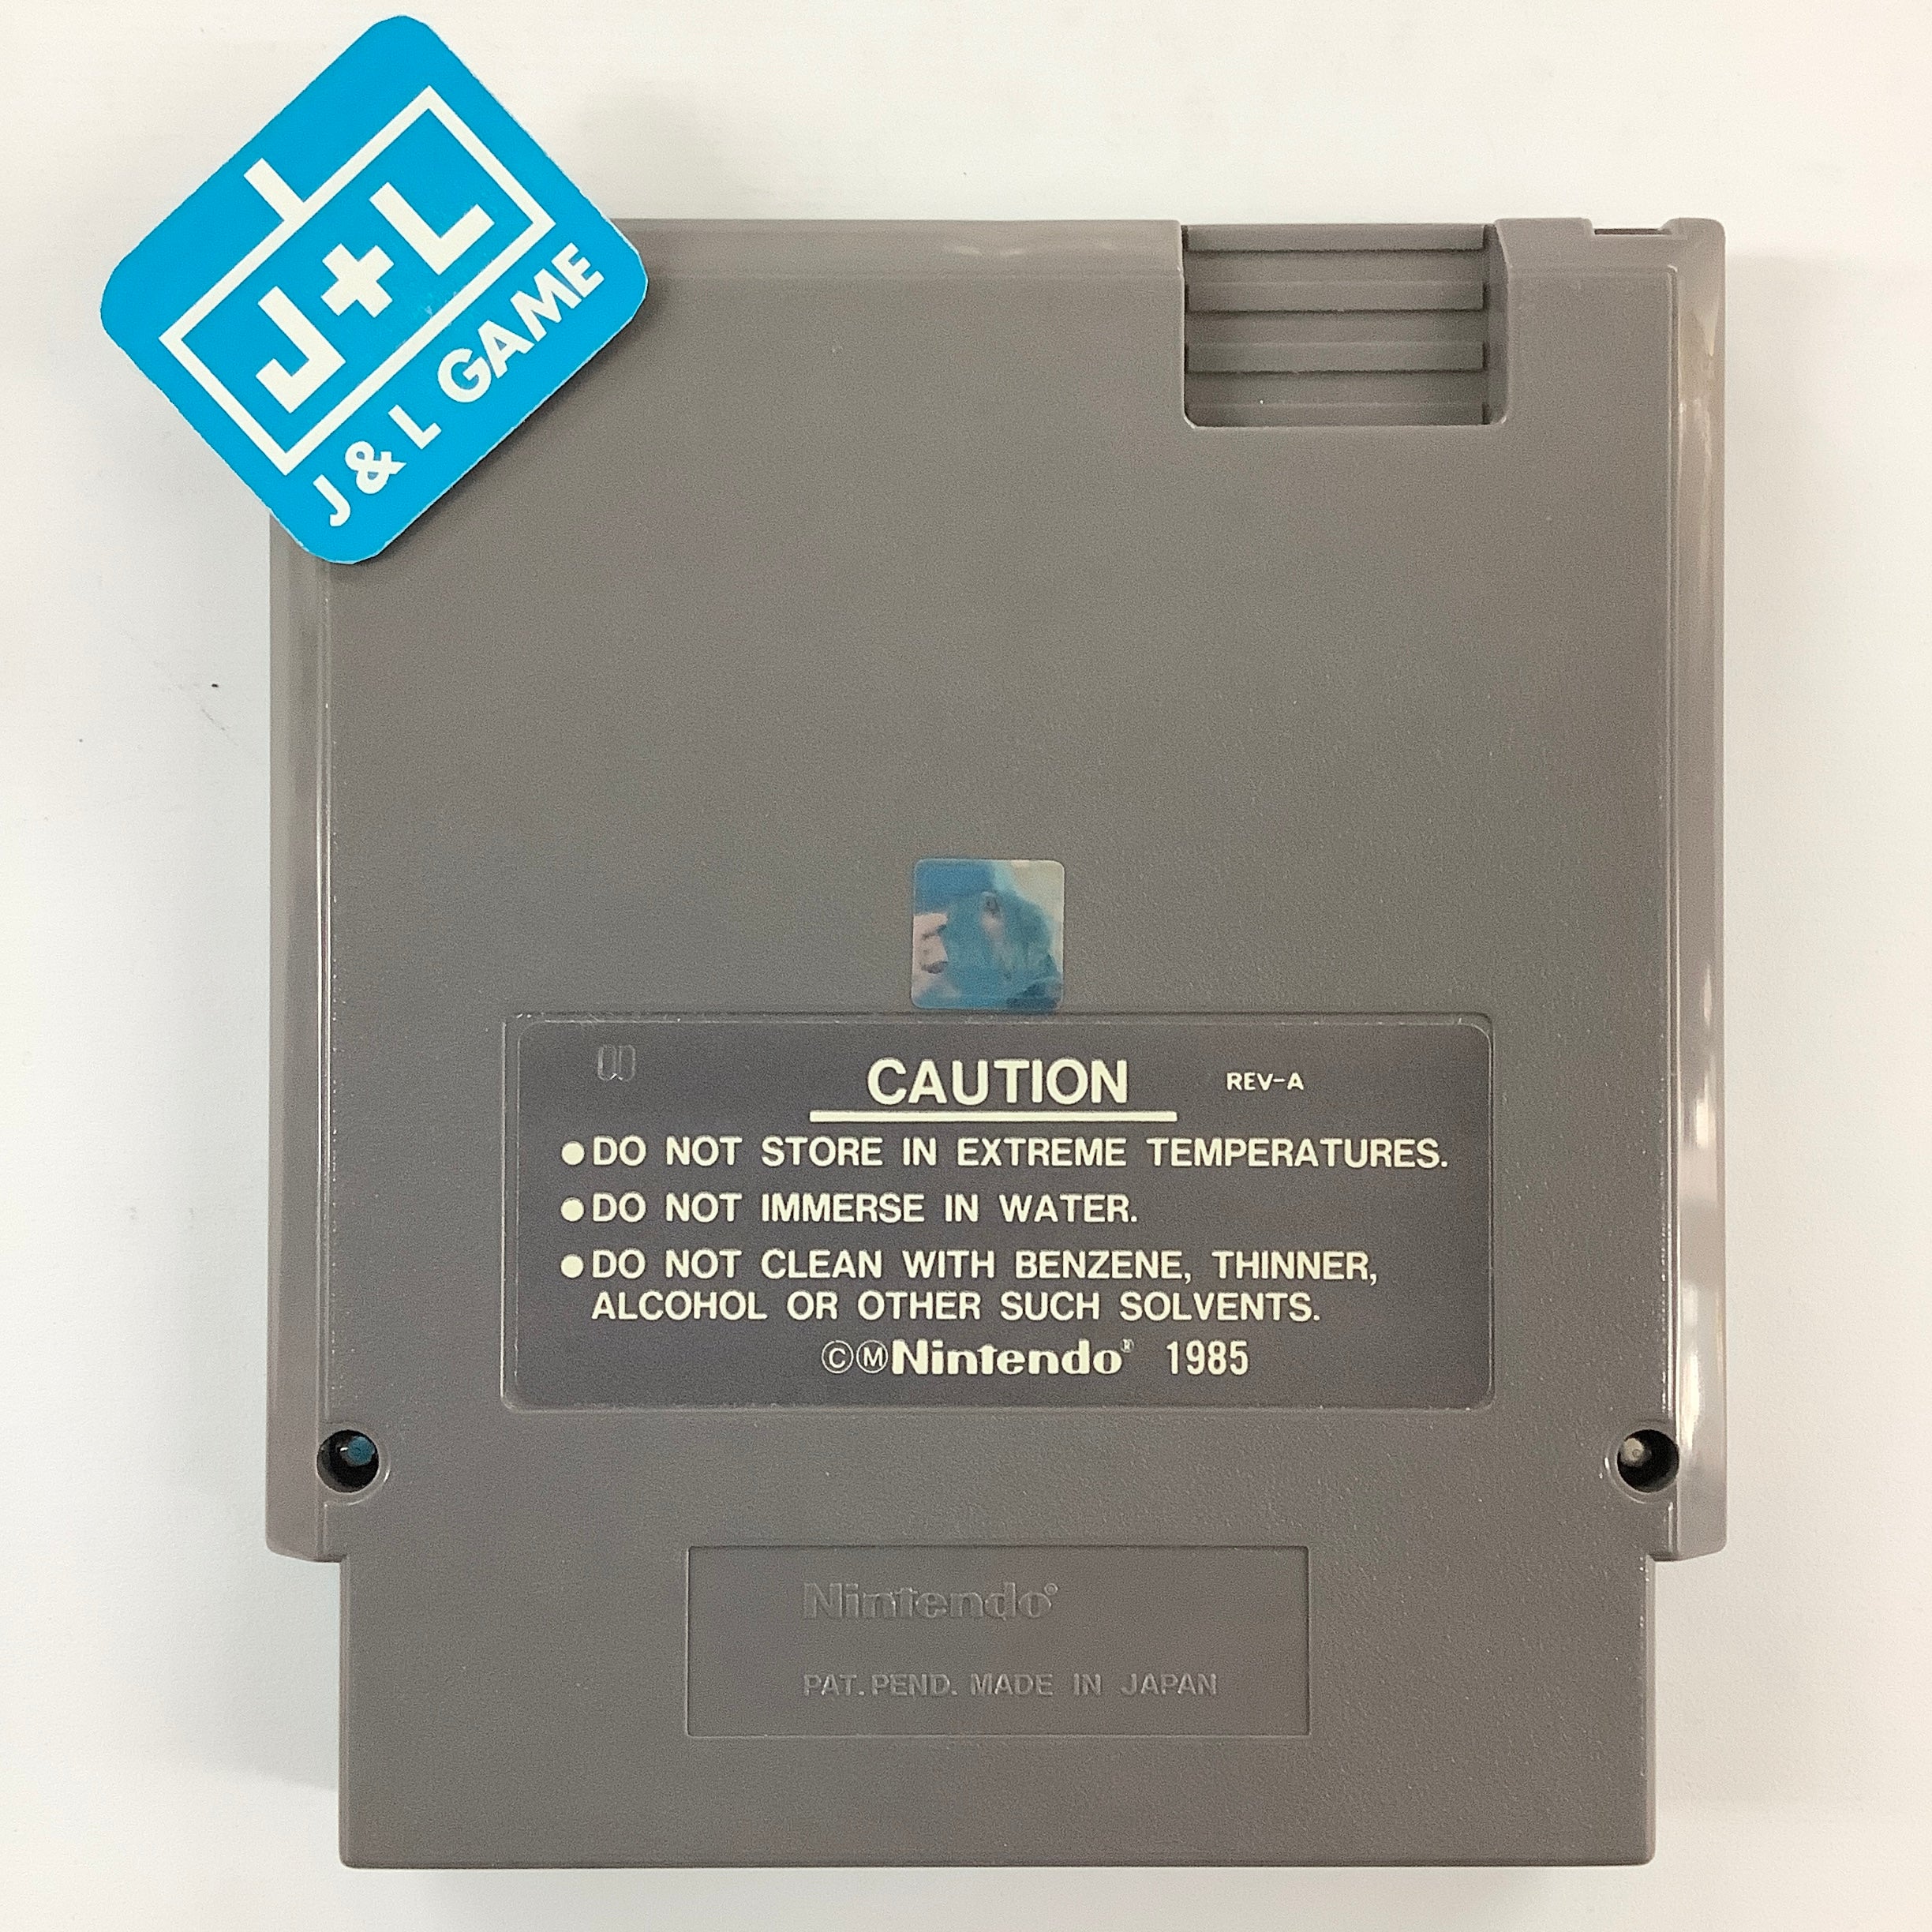 J+L
J & L GAME
00
CAUTION REV-A
●DO NOT STORE IN EXTREME TEMPERATURES.
●DO NOT IMMERSE IN WATER.
●DO NOT CLEAN WITH BENZENE, THINNER,
ALCOHOL OR OTHER SUCH SOLVENTS.
©ⓂNintendo® 1985
Nintendo®
PAT. PEND. MADE IN JAPAN